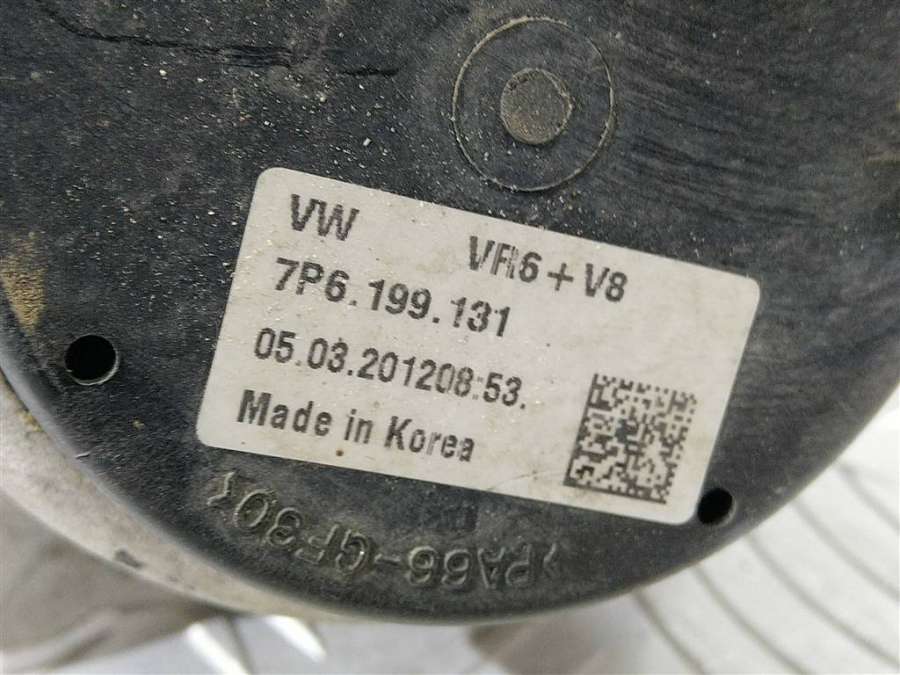 VW
VR6+V8
7P6.199.131
05.03.201208:53.
Made in Korea
>PA66-GF30<